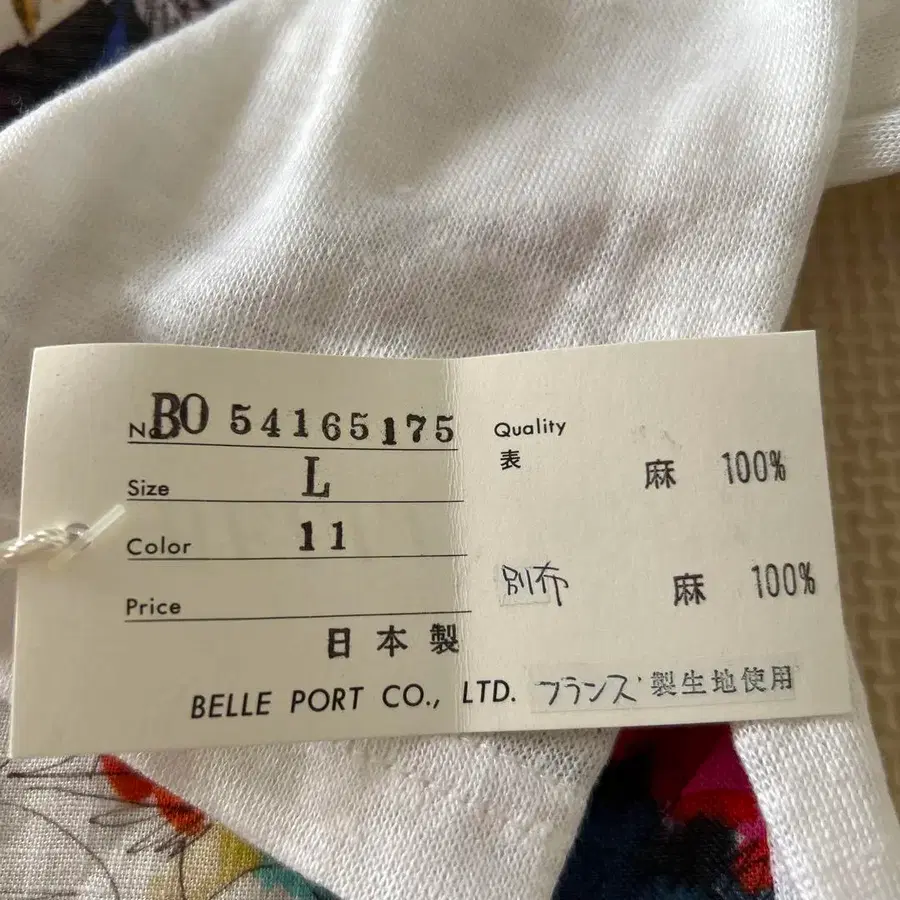 No. BO 54165175
Size L
Color 11
Price
日本製
BELLE PORT CO., LTD.
Quality
表 麻 100%
別布 麻 100%
フランス製生地使用